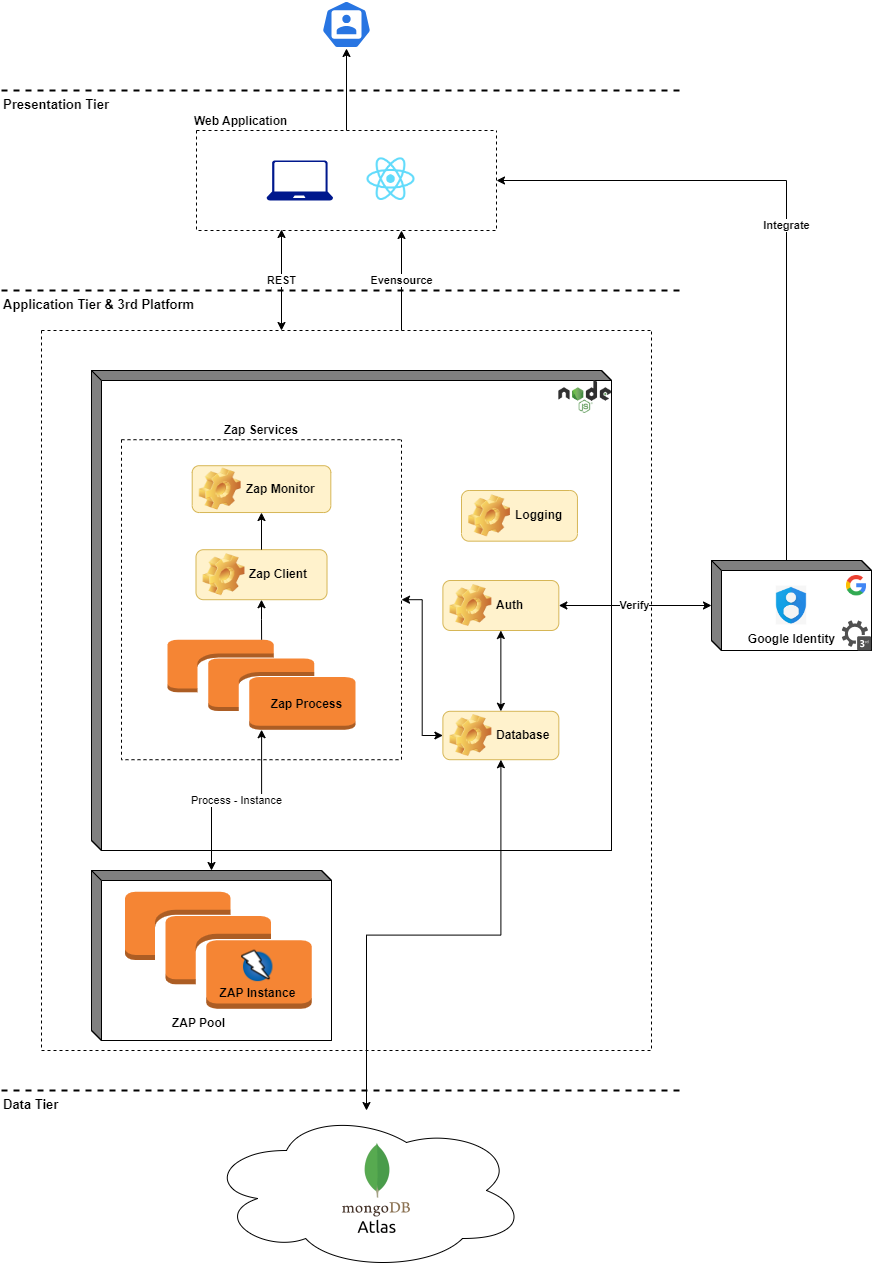 Presentation Tier
Web Application
Integrate
REST
Evensource
Application Tier & 3rd Platform
node
JS
Zap Services
Zap Monitor
Logging
Zap Client
Auth
Verify
Google Identity
3
Zap Process
Database
Process - Instance
ZAP Instance
ZAP Pool
Data Tier
mongoDB
Atlas